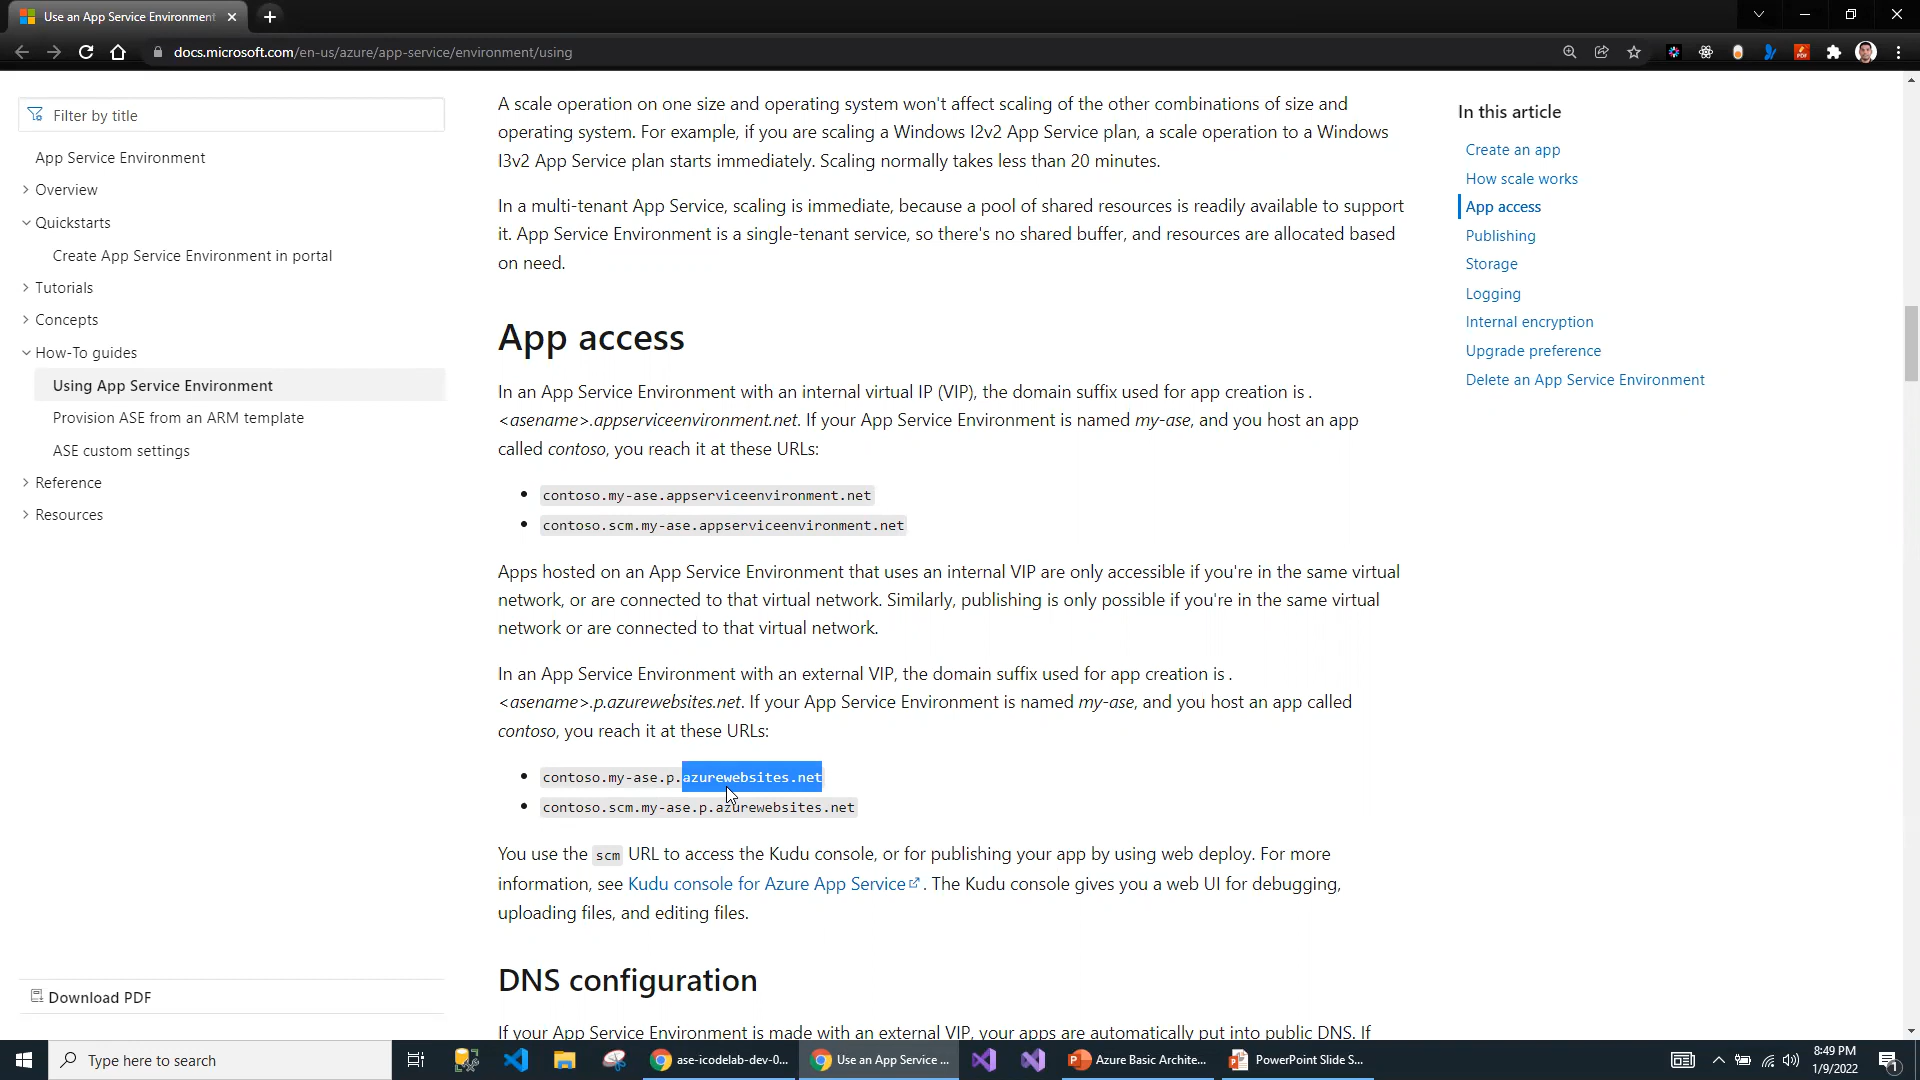 Use an App Service Environment
docs.microsoft.com/en-us/azure/app-service/environment/using
Filter by title
App Service Environment
Overview
Quickstarts
Create App Service Environment in portal
Tutorials
Concepts
How-To guides
Using App Service Environment
Provision ASE from an ARM template
ASE custom settings
Reference
Resources
Download PDF
A scale operation on one size and operating system won't affect scaling of the other combinations of size and
operating system. For example, if you are scaling a Windows I2v2 App Service plan, a scale operation to a Windows
I3v2 App Service plan starts immediately. Scaling normally takes less than 20 minutes.
In a multi-tenant App Service, scaling is immediate, because a pool of shared resources is readily available to support
it. App Service Environment is a single-tenant service, so there's no shared buffer, and resources are allocated based
on need.
App access
In an App Service Environment with an internal virtual IP (VIP), the domain suffix used for app creation is .
<asename>.appserviceenvironment.net. If your App Service Environment is named my-ase, and you host an app
called contoso, you reach it at these URLs:
contoso.my-ase.appserviceenvironment.net
contoso.scm.my-ase.appserviceenvironment.net
Apps hosted on an App Service Environment that uses an internal VIP are only accessible if you're in the same virtual
network, or are connected to that virtual network. Similarly, publishing is only possible if you're in the same virtual
network or are connected to that virtual network.
In an App Service Environment with an external VIP, the domain suffix used for app creation is .
<asename>.p.azurewebsites.net. If your App Service Environment is named my-ase, and you host an app called
contoso, you reach it at these URLs:
contoso.my-ase.p.azurewebsites.net
contoso.scm.my-ase.p.azurewebsites.net
You use the scm URL to access the Kudu console, or for publishing your app by using web deploy. For more
information, see Kudu console for Azure App Service. The Kudu console gives you a web UI for debugging,
uploading files, and editing files.
DNS configuration
If your App Service Environment is made with an external VIP, your apps are automatically put into public DNS. If
In this article
Create an app
How scale works
App access
Publishing
Storage
Logging
Internal encryption
Upgrade preference
Delete an App Service Environment
Type here to search
ase-icodelab-dev-0...
Use an App Service ...
Azure Basic Archite...
PowerPoint Slide S...
8:49 PM
1/9/2022
1